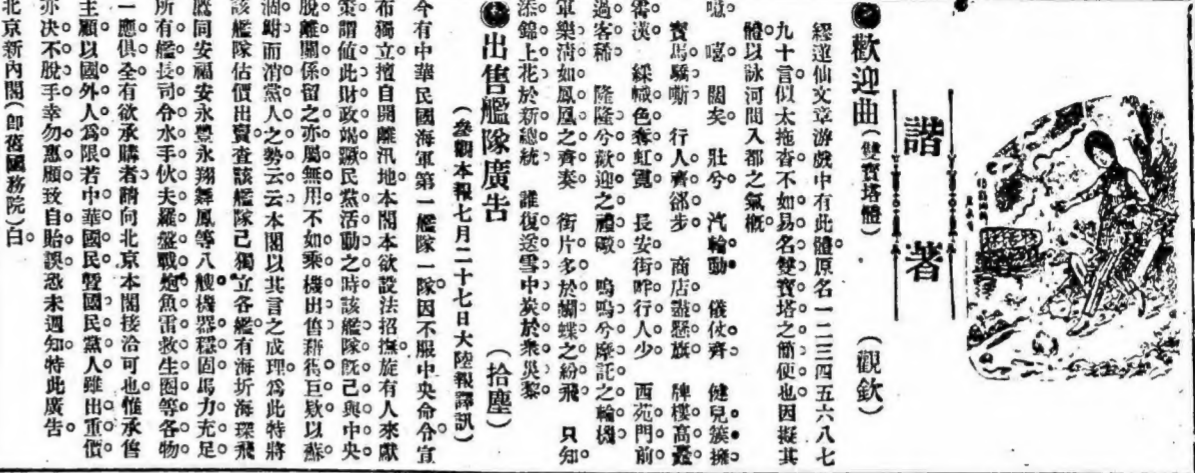 諧著
歡迎曲(雙寶塔體)
(觀欽)
繆蓮仙文章游戲中有此體原名一二三四五六八七
九十言似太拖沓不如易名雙寶塔之簡便也因擬其
體以詠河間入都之氣槪
噫 嘻 闊矣 壯兮 汽輪動 儀仗齊 健兒簇擁
寶馬驕嘶 行人齊卻步 商店盡懸旗 牌樓高矗
霄漢 綵幟色奪虹霓 長安街畔行人少 西苑門前
過客稀 隆隆兮歡迎之禮礮 嗚嗚兮摩託之輪機
軍樂淸如鳳凰之齊奏 街片多於蝴蝶之紛飛 只知
添錦上花於新總統 誰復送雪中炭於衆災黎
出售艦隊廣告
(拾塵)
(參觀本報七月二十七日大陸報譯訊)
今有中華民國海軍第一艦隊一隊因不服中央命令宣
布獨立擅自開離汛地本閣本欲設法招撫旋有人來獻
策謂値此財政竭蹶民黨活動之時該艦隊旣已與中央
脫離關係留之亦屬無用不如乘機出售藉得巨欵以蘇
涸鮒而消黨人之勢云云本閣以其言之成理爲此特將
該艦隊估價出賣查該艦隊已獨立各艦有海圻海琛飛
鷹同安福安永豐永翔舞鳳等八艘機器穩固馬力充足
所有艦長司令水手伙夫羅盤戰炮魚雷救生圈等各物
一應俱全有欲承購者請向北京本閣接洽可也惟承售
主顧以國外人爲限若中華國民曁國民黨人雖出重價
亦决不脫手幸勿惠顧致自貽誤恐未週知特此廣告
北京新內閣(卽舊國務院)白